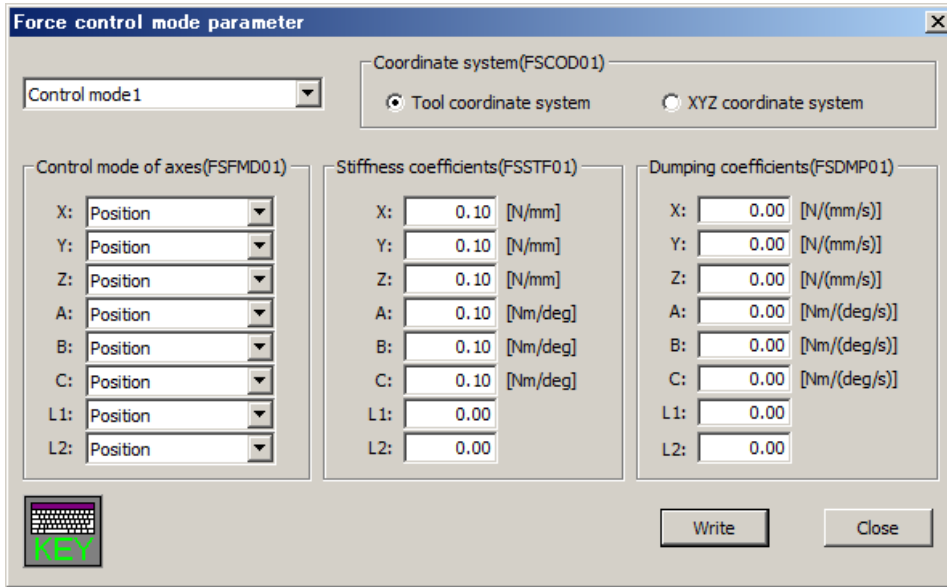 Force control mode parameter
Control mode1
Coordinate system(FSCOD01)
Tool coordinate system
XYZ coordinate system
Control mode of axes(FSFMD01)
X: Position
Y: Position
Z: Position
A: Position
B: Position
C: Position
L1: Position
L2: Position
Stiffness coefficients(FSSTF01)
X: 0.10 [N/mm]
Y: 0.10 [N/mm]
Z: 0.10 [N/mm]
A: 0.10 [Nm/deg]
B: 0.10 [Nm/deg]
C: 0.10 [Nm/deg]
L1: 0.00
L2: 0.00
Dumping coefficients(FSDMP01)
X: 0.00 [N/(mm/s)]
Y: 0.00 [N/(mm/s)]
Z: 0.00 [N/(mm/s)]
A: 0.00 [Nm/(deg/s)]
B: 0.00 [Nm/(deg/s)]
C: 0.00 [Nm/(deg/s)]
L1: 0.00
L2: 0.00
KEY
Write
Close